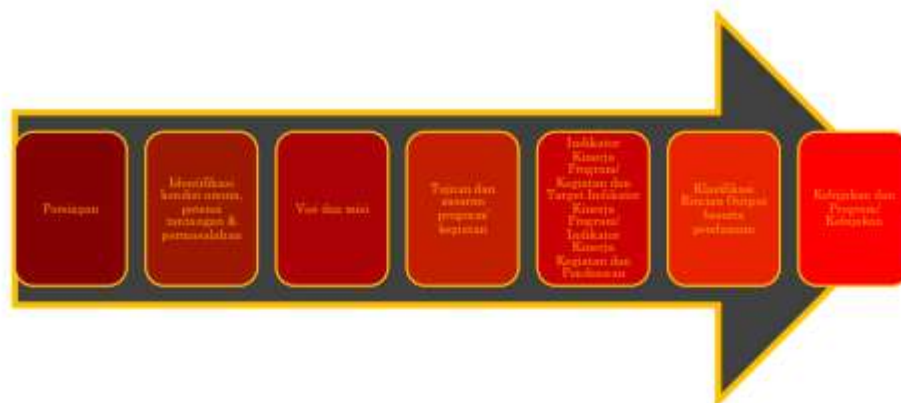 Persiapan
Identifikasi
kondisi umum,
potensi
tantangan &
permasalahan
Visi dan misi
Tujuan dan
sasaran
program/
kegiatan
Indikator
Kinerja
Program/
Kegiatan dan
Target Indikator
Kinerja
Program/
Indikator
Kinerja
Kegiatan dan
Pendanaan
Klasifikasi
Rincian Output
beserta
pendanaan
Kebijakan dan
Program/
Kebijakan